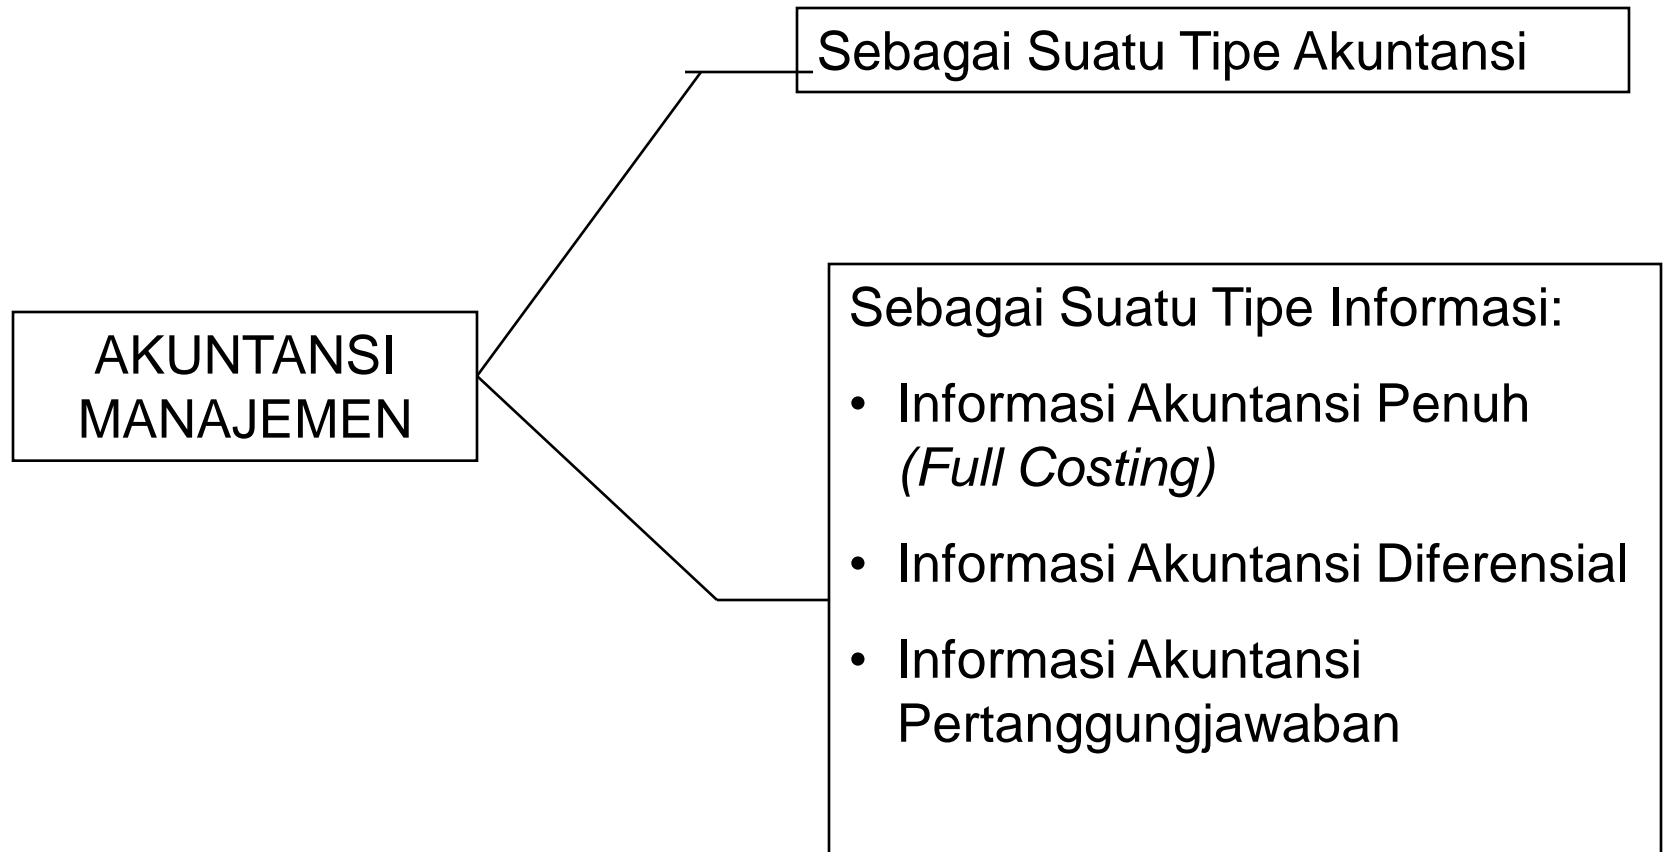 Sebagai Suatu Tipe Akuntansi
AKUNTANSI
MANAJEMEN
Sebagai Suatu Tipe Informasi:
• Informasi Akuntansi Penuh
(Full Costing)
• Informasi Akuntansi Diferensial
• Informasi Akuntansi
Pertanggungjawaban